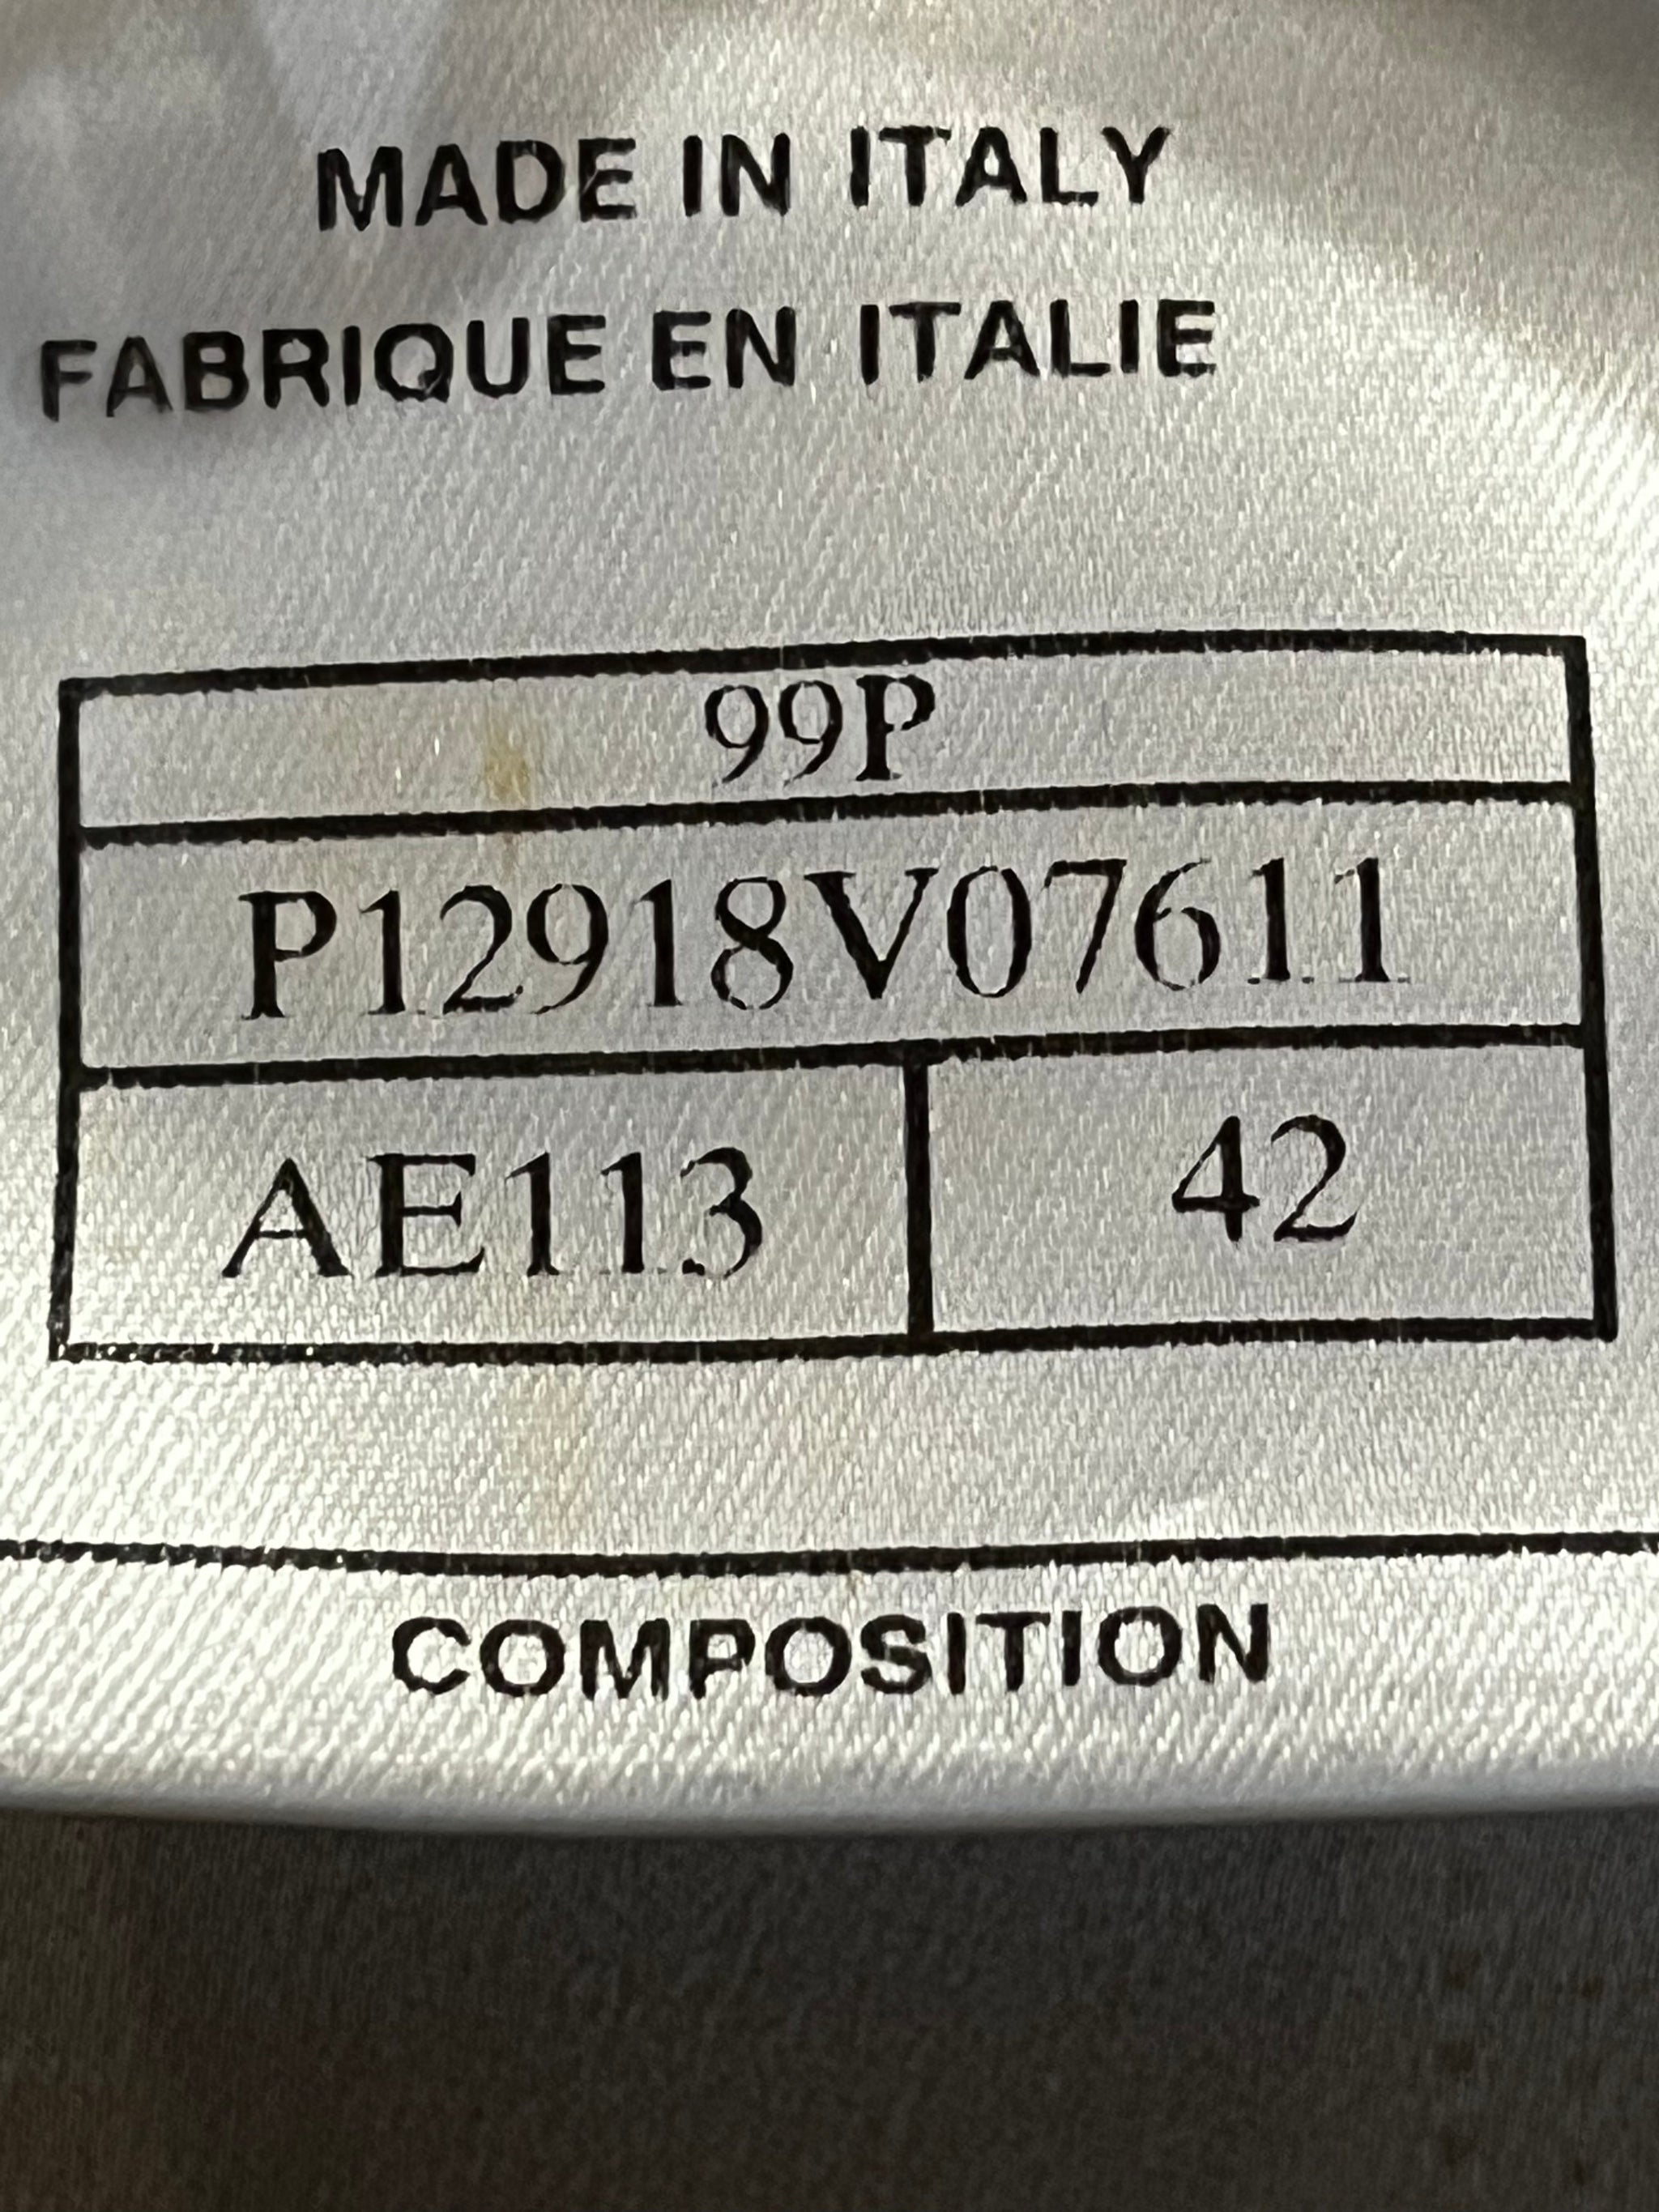 MADE IN ITALY
FABRIQUE EN ITALIE
99P
P12918V07611
AE113 42
COMPOSITION